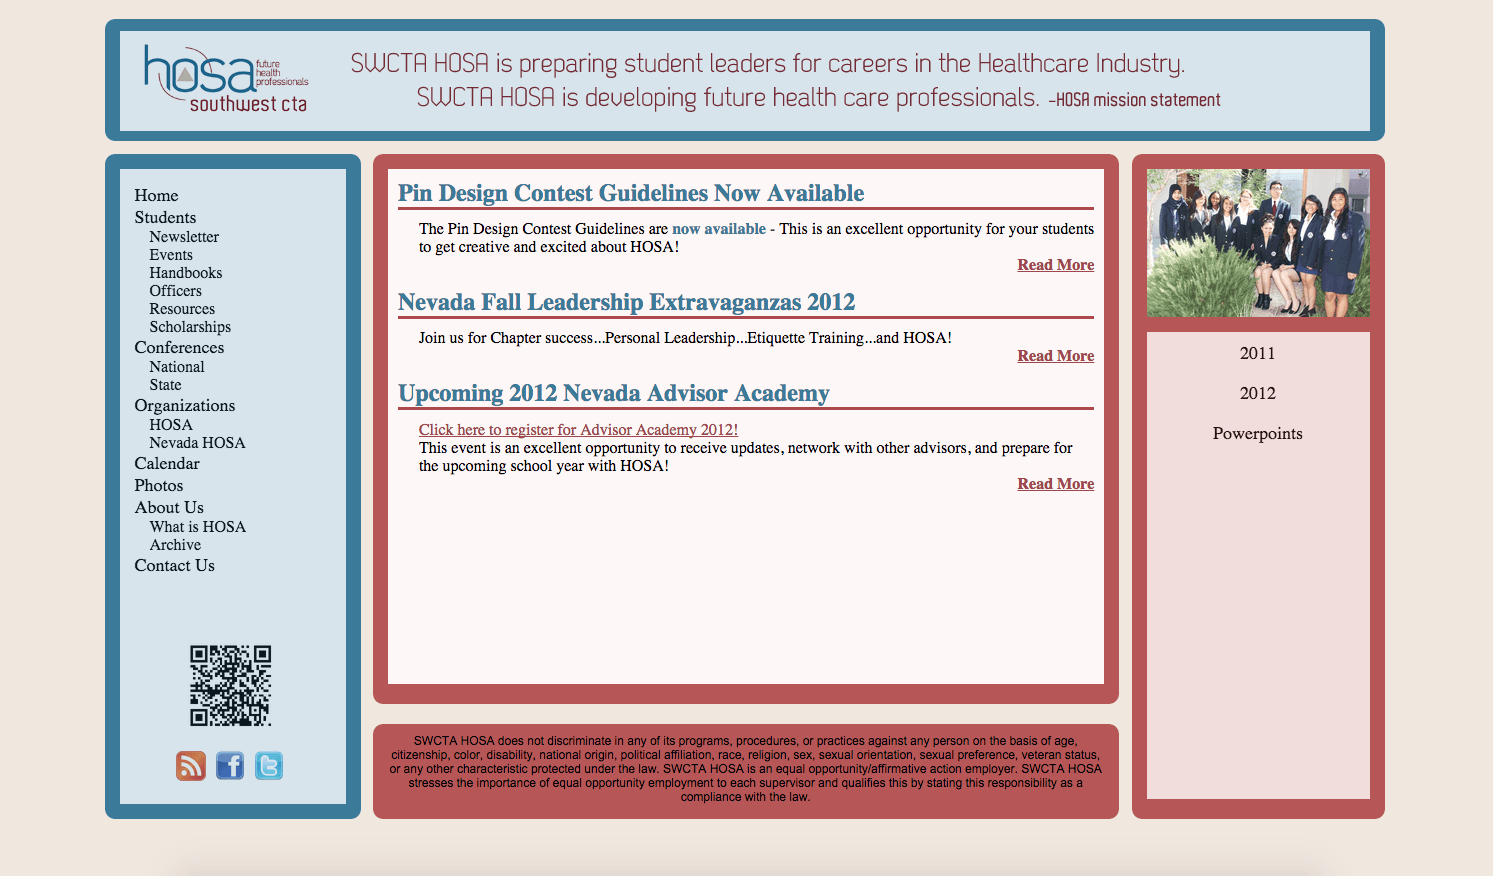 hosa
future
health
professionals
southwest cta
SWCTA HOSA is preparing student leaders for careers in the Healthcare Industry.
SWCTA HOSA is developing future health care professionals. -HOSA mission statement
Home
Students
Newsletter
Events
Handbooks
Officers
Resources
Scholarships
Conferences
National
State
Organizations
HOSA
Nevada HOSA
Calendar
Photos
About Us
What is HOSA
Archive
Contact Us
Pin Design Contest Guidelines Now Available
The Pin Design Contest Guidelines are now available - This is an excellent opportunity for your students
to get creative and excited about HOSA!
Read More
Nevada Fall Leadership Extravaganzas 2012
Join us for Chapter success...Personal Leadership...Etiquette Training...and HOSA!
Read More
Upcoming 2012 Nevada Advisor Academy
Click here to register for Advisor Academy 2012!
This event is an excellent opportunity to receive updates, network with other advisors, and prepare for
the upcoming school year with HOSA!
Read More
SWCTA HOSA does not discriminate in any of its programs, procedures, or practices against any person on the basis of age,
citizenship, color, disability, national origin, political affiliation, race, religion, sex, sexual orientation, sexual preference, veteran status,
or any other characteristic protected under the law. SWCTA HOSA is an equal opportunity/affirmative action employer. SWCTA HOSA
stresses the importance of equal opportunity employment to each supervisor and qualifies this by stating this responsibility as a
compliance with the law.
2011
2012
Powerpoints